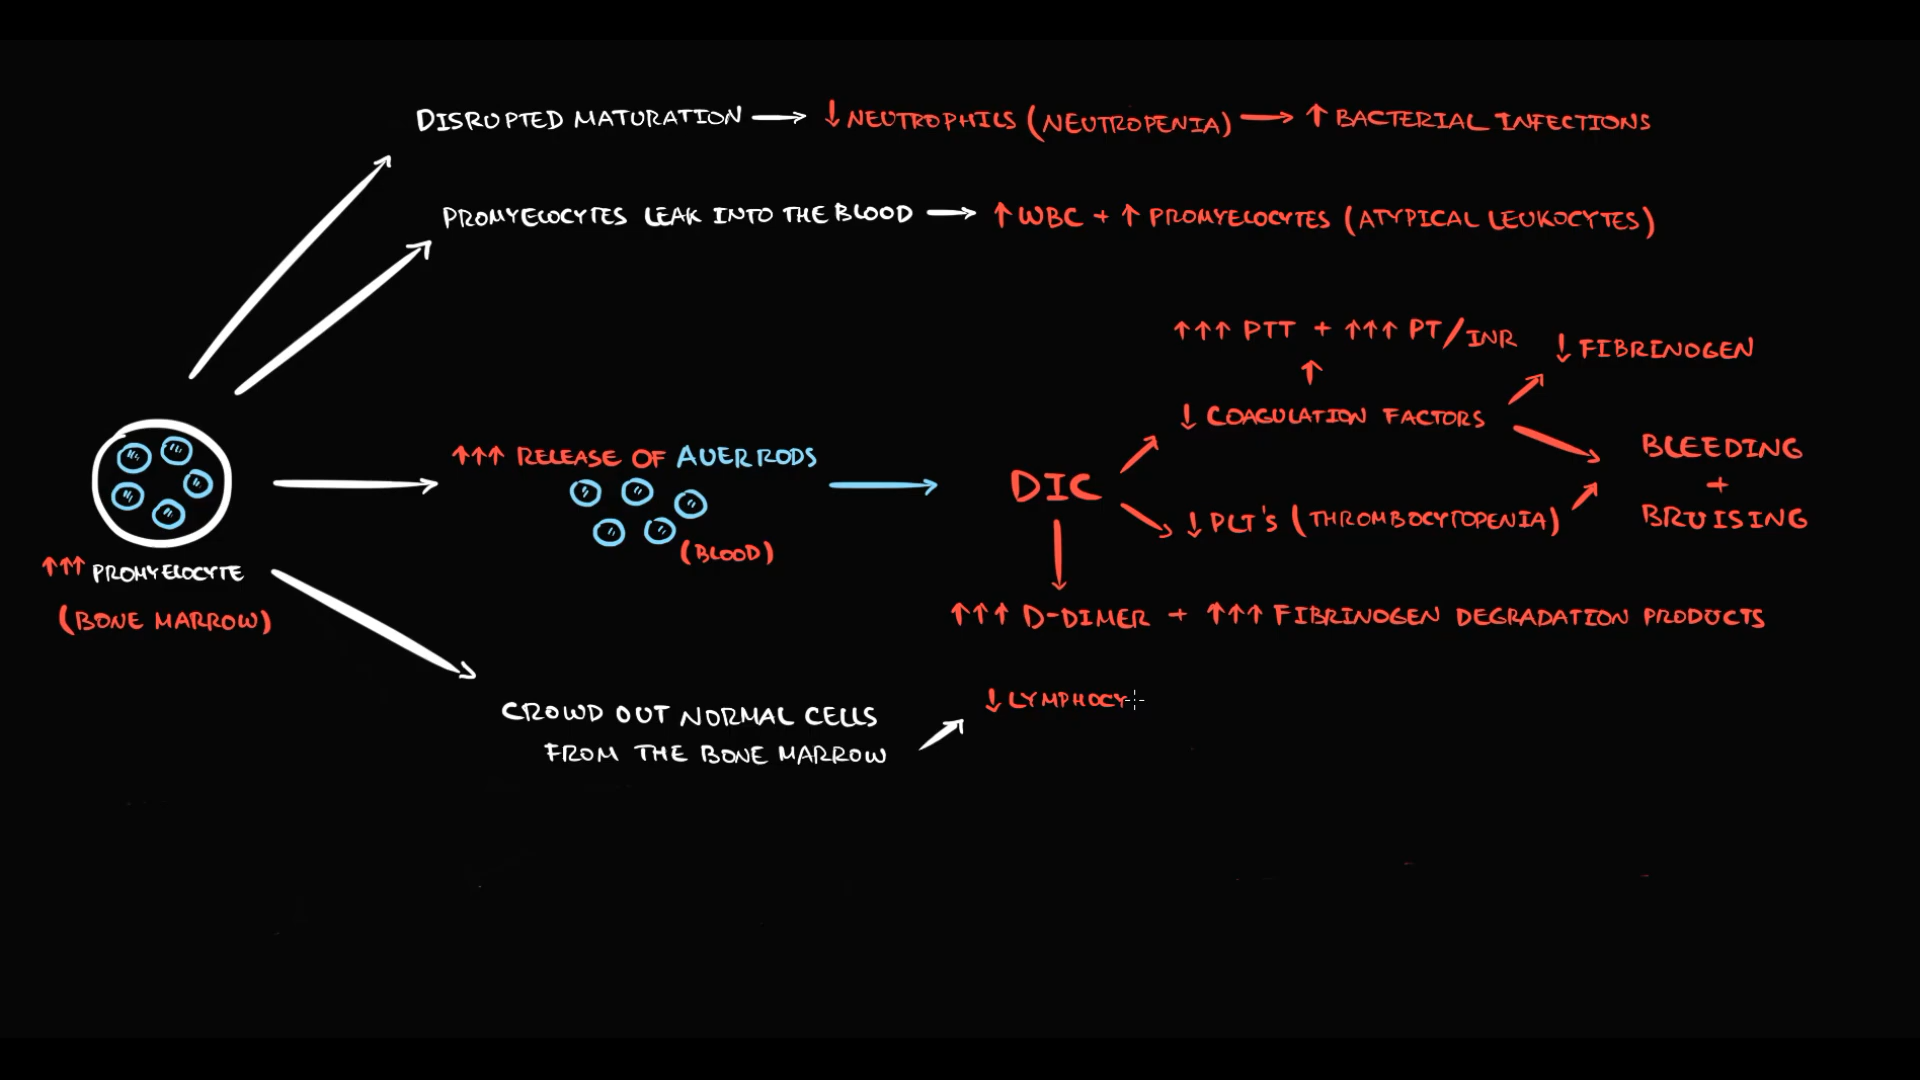 DISRUPTED MATURATION → ↓ NEUTROPHILS (NEUTROPENIA) → ↑ BACTERIAL INFECTIONS
PROMYELOCYTES LEAK INTO THE BLOOD → ↑ WBC + ↑ PROMYELOCYTES (ATYPICAL LEUKOCYTES)
↑↑↑ PTT + ↑↑↑ PT/INR
↓ FIBRINOGEN
↓ COAGULATION FACTORS
↑↑↑ RELEASE OF AUER RODS
(BLOOD)
DIC
BLEEDING
+
BRUISING
↓ PLT'S (THROMBOCYTOPENIA)
↑↑↑ PROMYELOCYTE
(BONE MARROW)
↑↑↑ D-DIMER + ↑↑↑ FIBRINOGEN DEGRADATION PRODUCTS
CROWD OUT NORMAL CELLS
FROM THE BONE MARROW
↓ LYMPHOCY